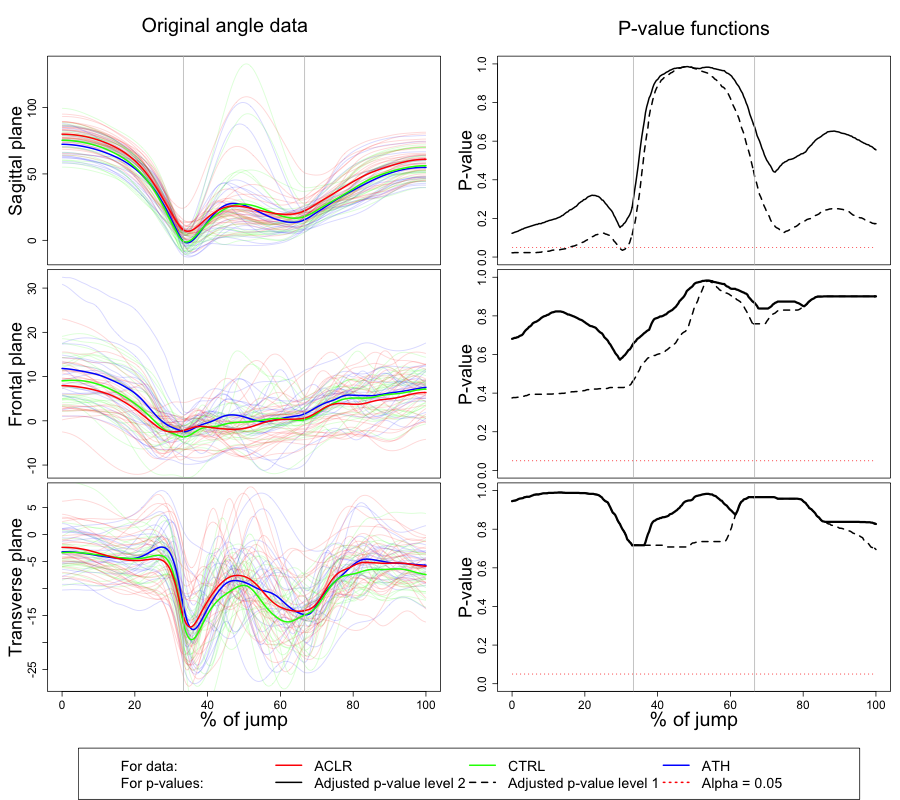 Original angle data
P-value functions
Sagittal plane
0
50
100
P-value
0.0
0.2
0.4
0.6
0.8
1.0
Frontal plane
-10
0
10
20
30
P-value
0.0
0.2
0.4
0.6
0.8
1.0
Transverse plane
-25
-15
-5
0
5
P-value
0.0
0.2
0.4
0.6
0.8
1.0
0 20 40 60 80 100
0 20 40 60 80 100
% of jump
% of jump
For data: ACLR CTRL ATH
For p-values: Adjusted p-value level 2 Adjusted p-value level 1 Alpha = 0.05